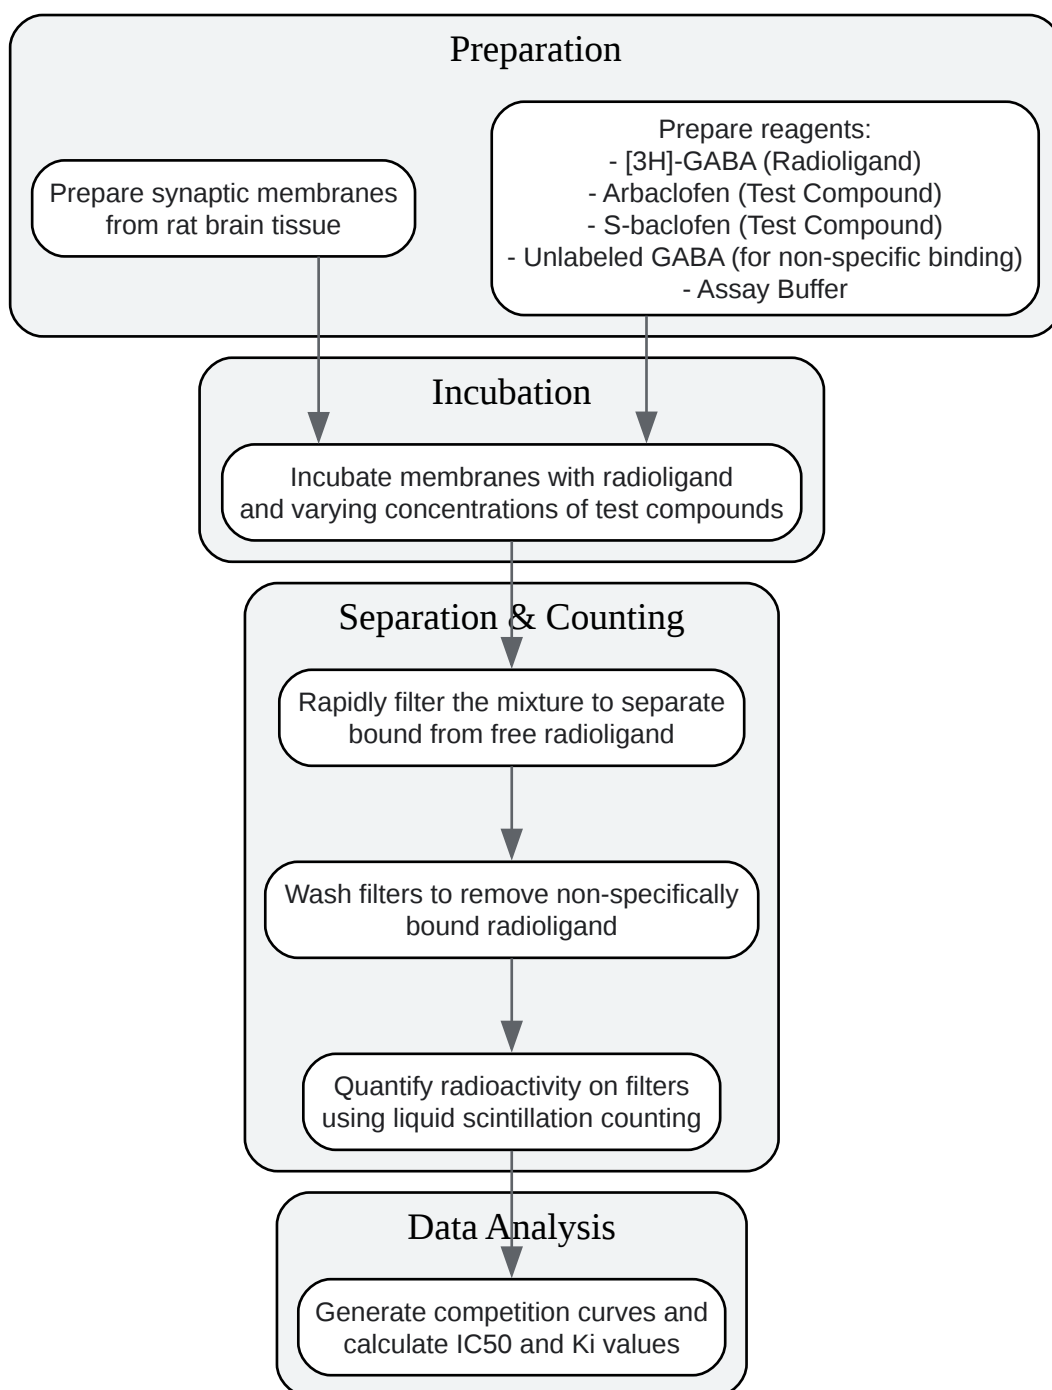 Preparation
Prepare synaptic membranes
from rat brain tissue
Prepare reagents:
- [3H]-GABA (Radioligand)
- Arbaclofen (Test Compound)
- S-baclofen (Test Compound)
- Unlabeled GABA (for non-specific binding)
- Assay Buffer
Incubation
Incubate membranes with radioligand
and varying concentrations of test compounds
Separation & Counting
Rapidly filter the mixture to separate
bound from free radioligand
Wash filters to remove non-specifically
bound radioligand
Quantify radioactivity on filters
using liquid scintillation counting
Data Analysis
Generate competition curves and
calculate IC50 and Ki values